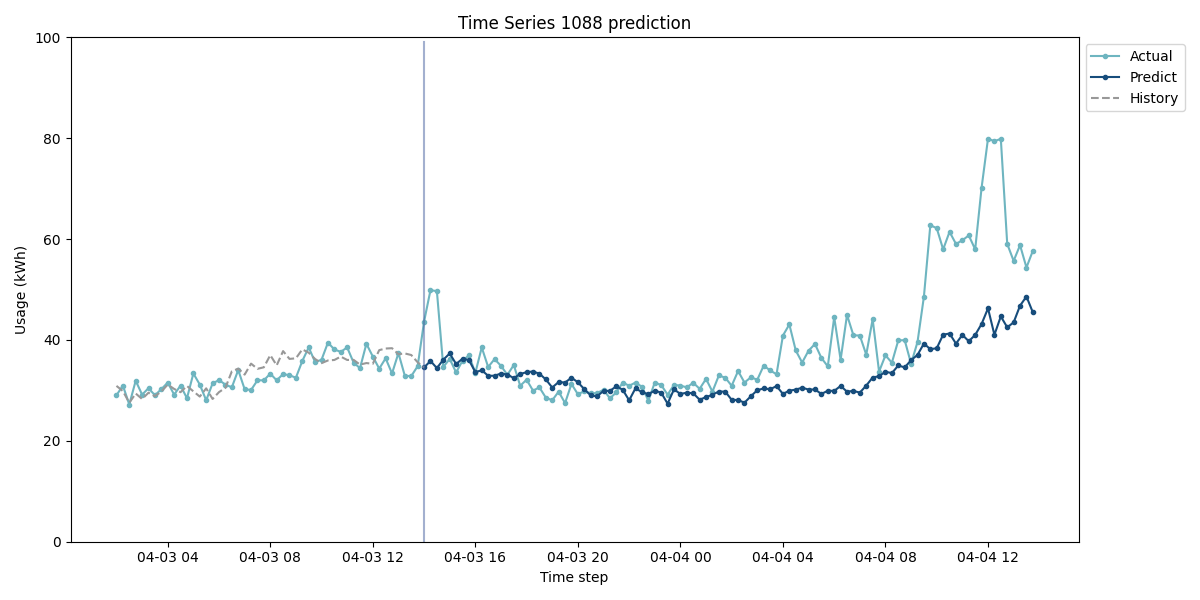 Time Series 1088 prediction
100
80
60
40
20
0
Usage (kWh)
04-03 04
04-03 08
04-03 12
04-03 16
04-03 20
04-04 00
04-04 04
04-04 08
04-04 12
Time step
Actual
Predict
History